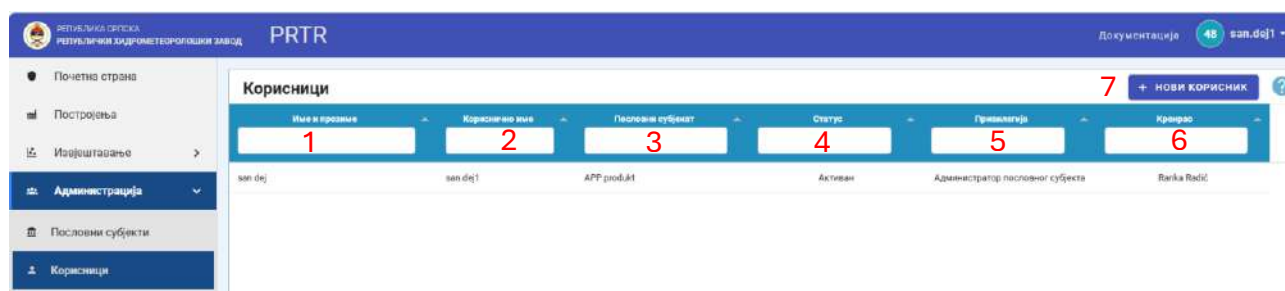 РЕПУБЛИКА СРПСКА
РЕПУБЛИЧКИ ХИДРОМЕТЕОРОЛОШКИ ЗАВОД
PRTR
Документација
48
san.dej1
Почетна страна
Постројења
Извјештавање
Администрација
Пословни субјекти
Корисници
Корисници
7
+ НОВИ КОРИСНИК
?
Име и презиме
Корисничко име
Пословни субјекат
Статус
Привилегија
Креирао
1
2
3
4
5
6
san dej
san dej1
APP produkt
Активан
Администратор пословног субјекта
Ranka Radić